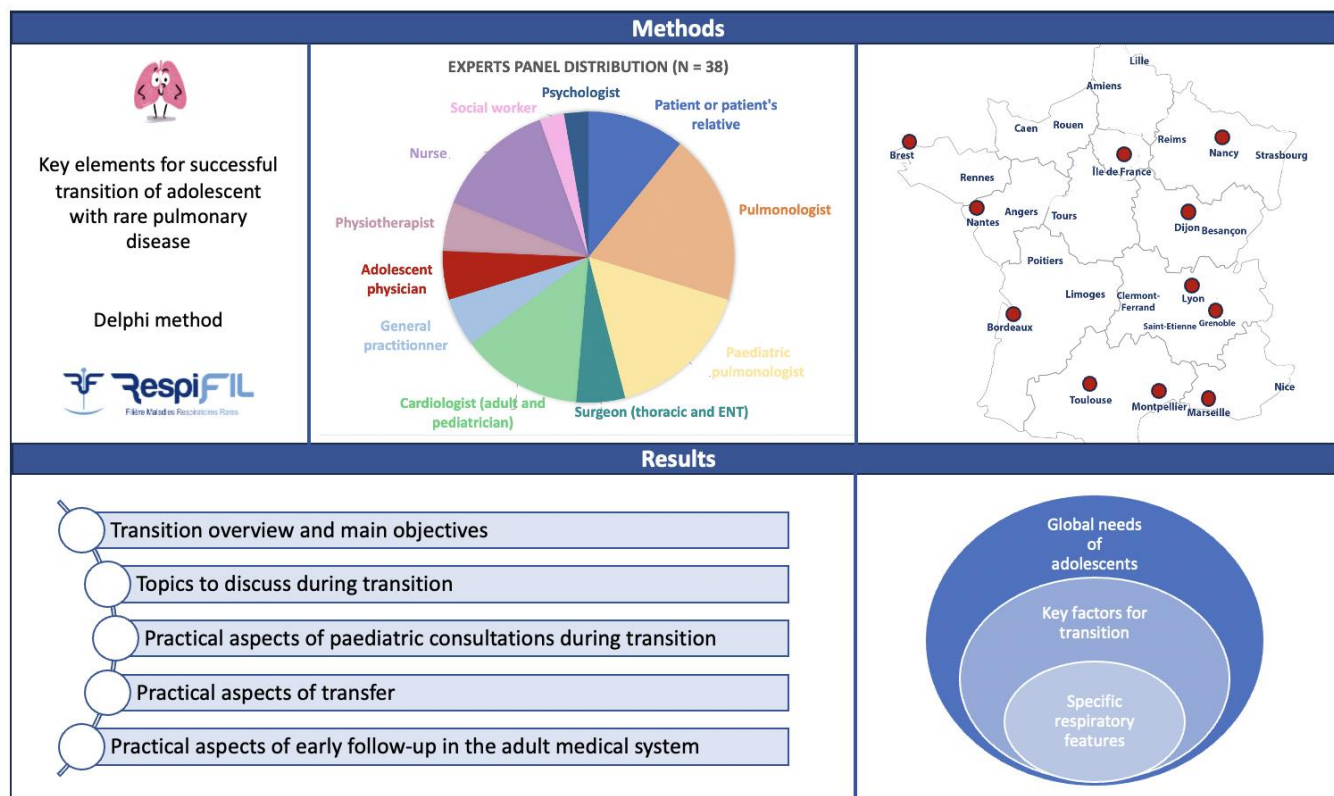 Methods
Key elements for successful
transition of adolescent
with rare pulmonary
disease
Delphi method
RF RespiFIL
Filière Maladies Respiratoires Rares
EXPERTS PANEL DISTRIBUTION (N = 38)
Psychologist
Social worker
Patient or patient's
relative
Nurse
Pulmonologist
Physiotherapist
Adolescent
physician
General
practitionner
Paediatric
pulmonologist
Cardiologist (adult and
pediatrician)
Surgeon (thoracic and ENT)
Lille
Amiens
Caen
Rouen
Reims
Brest
Île de France
Nancy
Strasbourg
Rennes
Nantes
Angers
Tours
Dijon
Besançon
Poitiers
Limoges
Clermont-
Ferrand
Lyon
Bordeaux
Saint-Etienne
Grenoble
Toulouse
Montpellier
Marseille
Nice
Results
Transition overview and main objectives
Topics to discuss during transition
Practical aspects of paediatric consultations during transition
Practical aspects of transfer
Practical aspects of early follow-up in the adult medical system
Global needs
of
adolescents
Key factors for
transition
Specific
respiratory
features